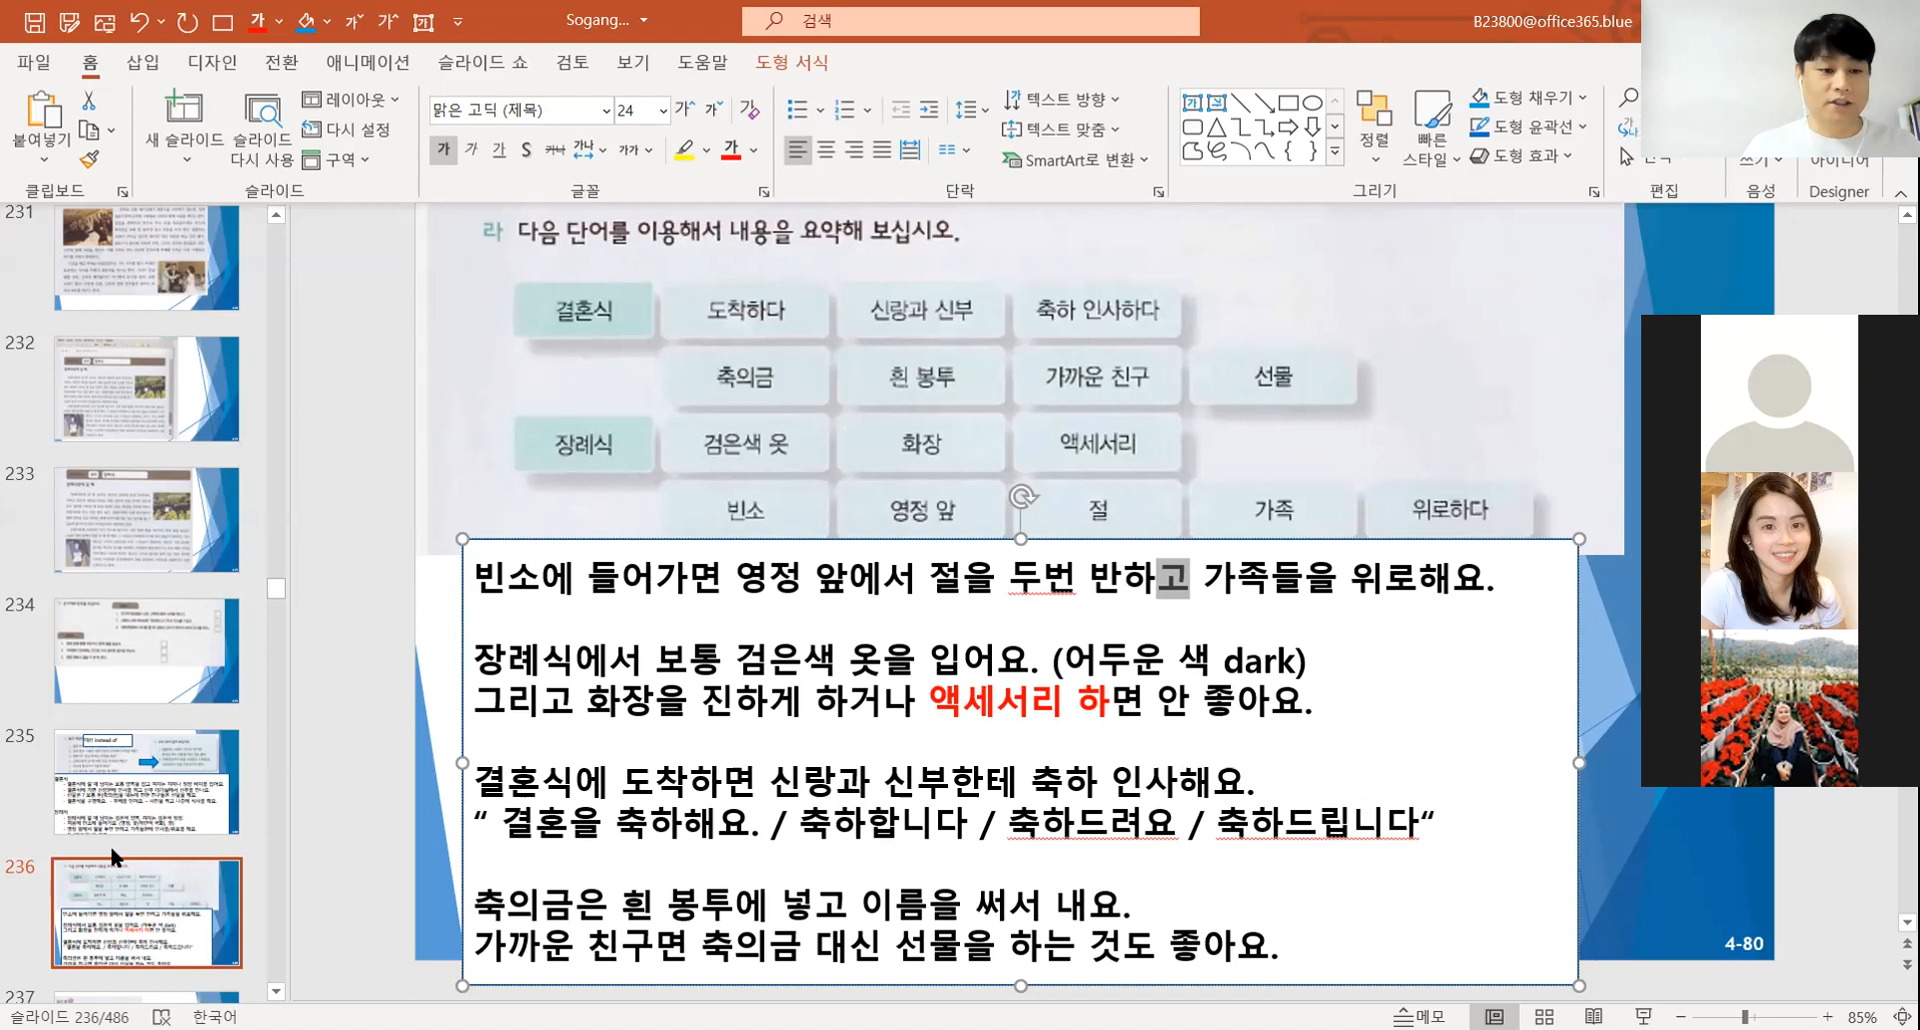 Sogang...
검색
B23800@office365.blue
파일 홈 삽입 디자인 전환 애니메이션 슬라이드 쇼 검토 보기 도움말 도형 서식
붙여넣기
클립보드
새 슬라이드
슬라이드 다시 사용
레이아웃
다시 설정
구역
슬라이드
맑은 고딕 (제목) 24
글꼴
텍스트 방향
텍스트 맞춤
SmartArt로 변환
단락
정렬
빠른 스타일
도형 채우기
도형 윤곽선
도형 효과
그리기
편집
쓰기
음성
아이디어
Designer
231
232
233
234
235
236
237
라 다음 단어를 이용해서 내용을 요약해 보십시오.
결혼식 도착하다 신랑과 신부 축하 인사하다
축의금 흰 봉투 가까운 친구 선물
장례식 검은색 옷 화장 액세서리
빈소 영정 앞 절 가족 위로하다
빈소에 들어가면 영정 앞에서 절을 두번 반하고 가족들을 위로해요.
장례식에서 보통 검은색 옷을 입어요. (어두운 색 dark)
그리고 화장을 진하게 하거나 액세서리 하면 안 좋아요.
결혼식에 도착하면 신랑과 신부한테 축하 인사해요.
“ 결혼을 축하해요. / 축하합니다 / 축하드려요 / 축하드립니다“
축의금은 흰 봉투에 넣고 이름을 써서 내요.
가까운 친구면 축의금 대신 선물을 하는 것도 좋아요.
4-80
슬라이드 236/486 한국어
메모
85%